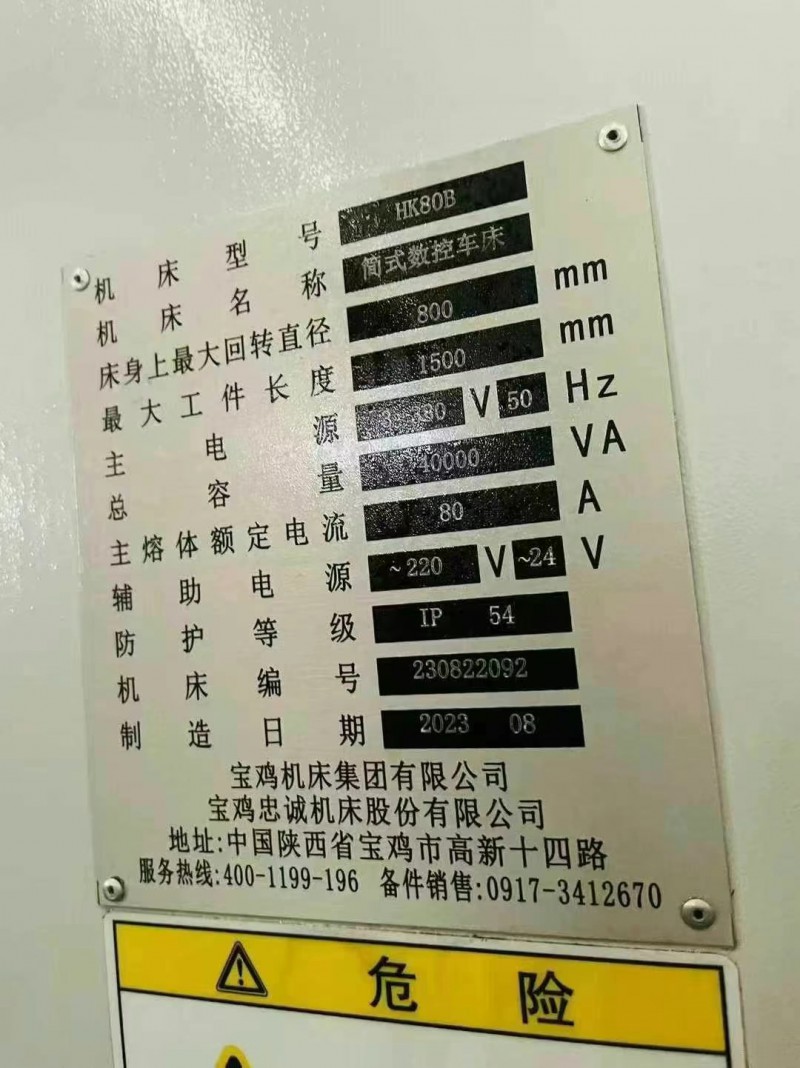 机床型号 HK80B
机床名称 简式数控车床
床身上最大回转直径 800 mm
最大工件长度 1500 mm
主电源 3~380 V 50 Hz
总容量 40000 VA
主熔体额定电流 80 A
辅助电源 ~220 V ~24 V
防护等级 IP 54
机床编号 230822092
制造日期 2023 08
宝鸡机床集团有限公司
宝鸡忠诚机床股份有限公司
地址:中国陕西省宝鸡市高新十四路
服务热线:400-1199-196 备件销售:0917-3412670
危险